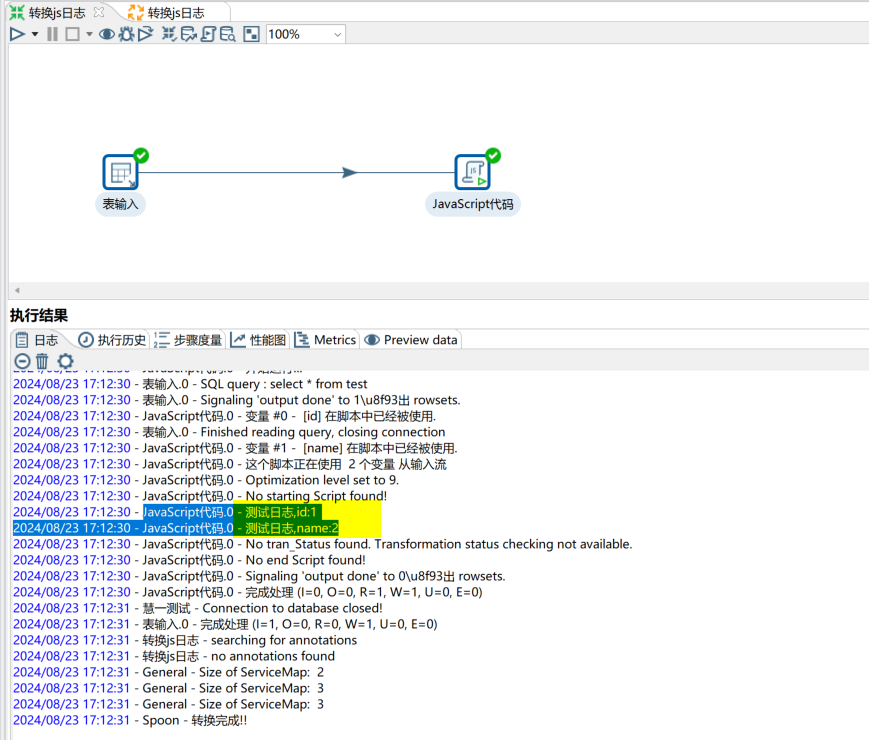 转换js日志 转换js日志
100%
表输入 JavaScript代码
执行结果
日志 执行历史 步骤度量 性能图 Metrics Preview data
2024/08/23 17:12:30 - JavaScript代码.0 - 开始运行...
2024/08/23 17:12:30 - 表输入.0 - SQL query : select * from test
2024/08/23 17:12:30 - 表输入.0 - Signaling 'output done' to 1\u8f93出 rowsets.
2024/08/23 17:12:30 - JavaScript代码.0 - 变量 #0 -  [id] 在脚本中已经被使用.
2024/08/23 17:12:30 - 表输入.0 - Finished reading query, closing connection
2024/08/23 17:12:30 - JavaScript代码.0 - 变量 #1 -  [name] 在脚本中已经被使用.
2024/08/23 17:12:30 - JavaScript代码.0 - 这个脚本正在使用  2 个变量 从输入流
2024/08/23 17:12:30 - JavaScript代码.0 - Optimization level set to 9.
2024/08/23 17:12:30 - JavaScript代码.0 - No starting Script found!
2024/08/23 17:12:30 - JavaScript代码.0 - 测试日志,id:1
2024/08/23 17:12:30 - JavaScript代码.0 - 测试日志,name:2
2024/08/23 17:12:30 - JavaScript代码.0 - No tran_Status found. Transformation status checking not available.
2024/08/23 17:12:30 - JavaScript代码.0 - No end Script found!
2024/08/23 17:12:30 - JavaScript代码.0 - Signaling 'output done' to 0\u8f93出 rowsets.
2024/08/23 17:12:30 - JavaScript代码.0 - 完成处理 (I=0, O=0, R=1, W=1, U=0, E=0)
2024/08/23 17:12:31 - 慧一测试 - Connection to database closed!
2024/08/23 17:12:31 - 表输入.0 - 完成处理 (I=1, O=0, R=0, W=1, U=0, E=0)
2024/08/23 17:12:31 - 转换js日志 - searching for annotations
2024/08/23 17:12:31 - 转换js日志 - no annotations found
2024/08/23 17:12:31 - General - Size of ServiceMap:  2
2024/08/23 17:12:31 - General - Size of ServiceMap:  3
2024/08/23 17:12:31 - General - Size of ServiceMap:  3
2024/08/23 17:12:31 - Spoon - 转换完成!!